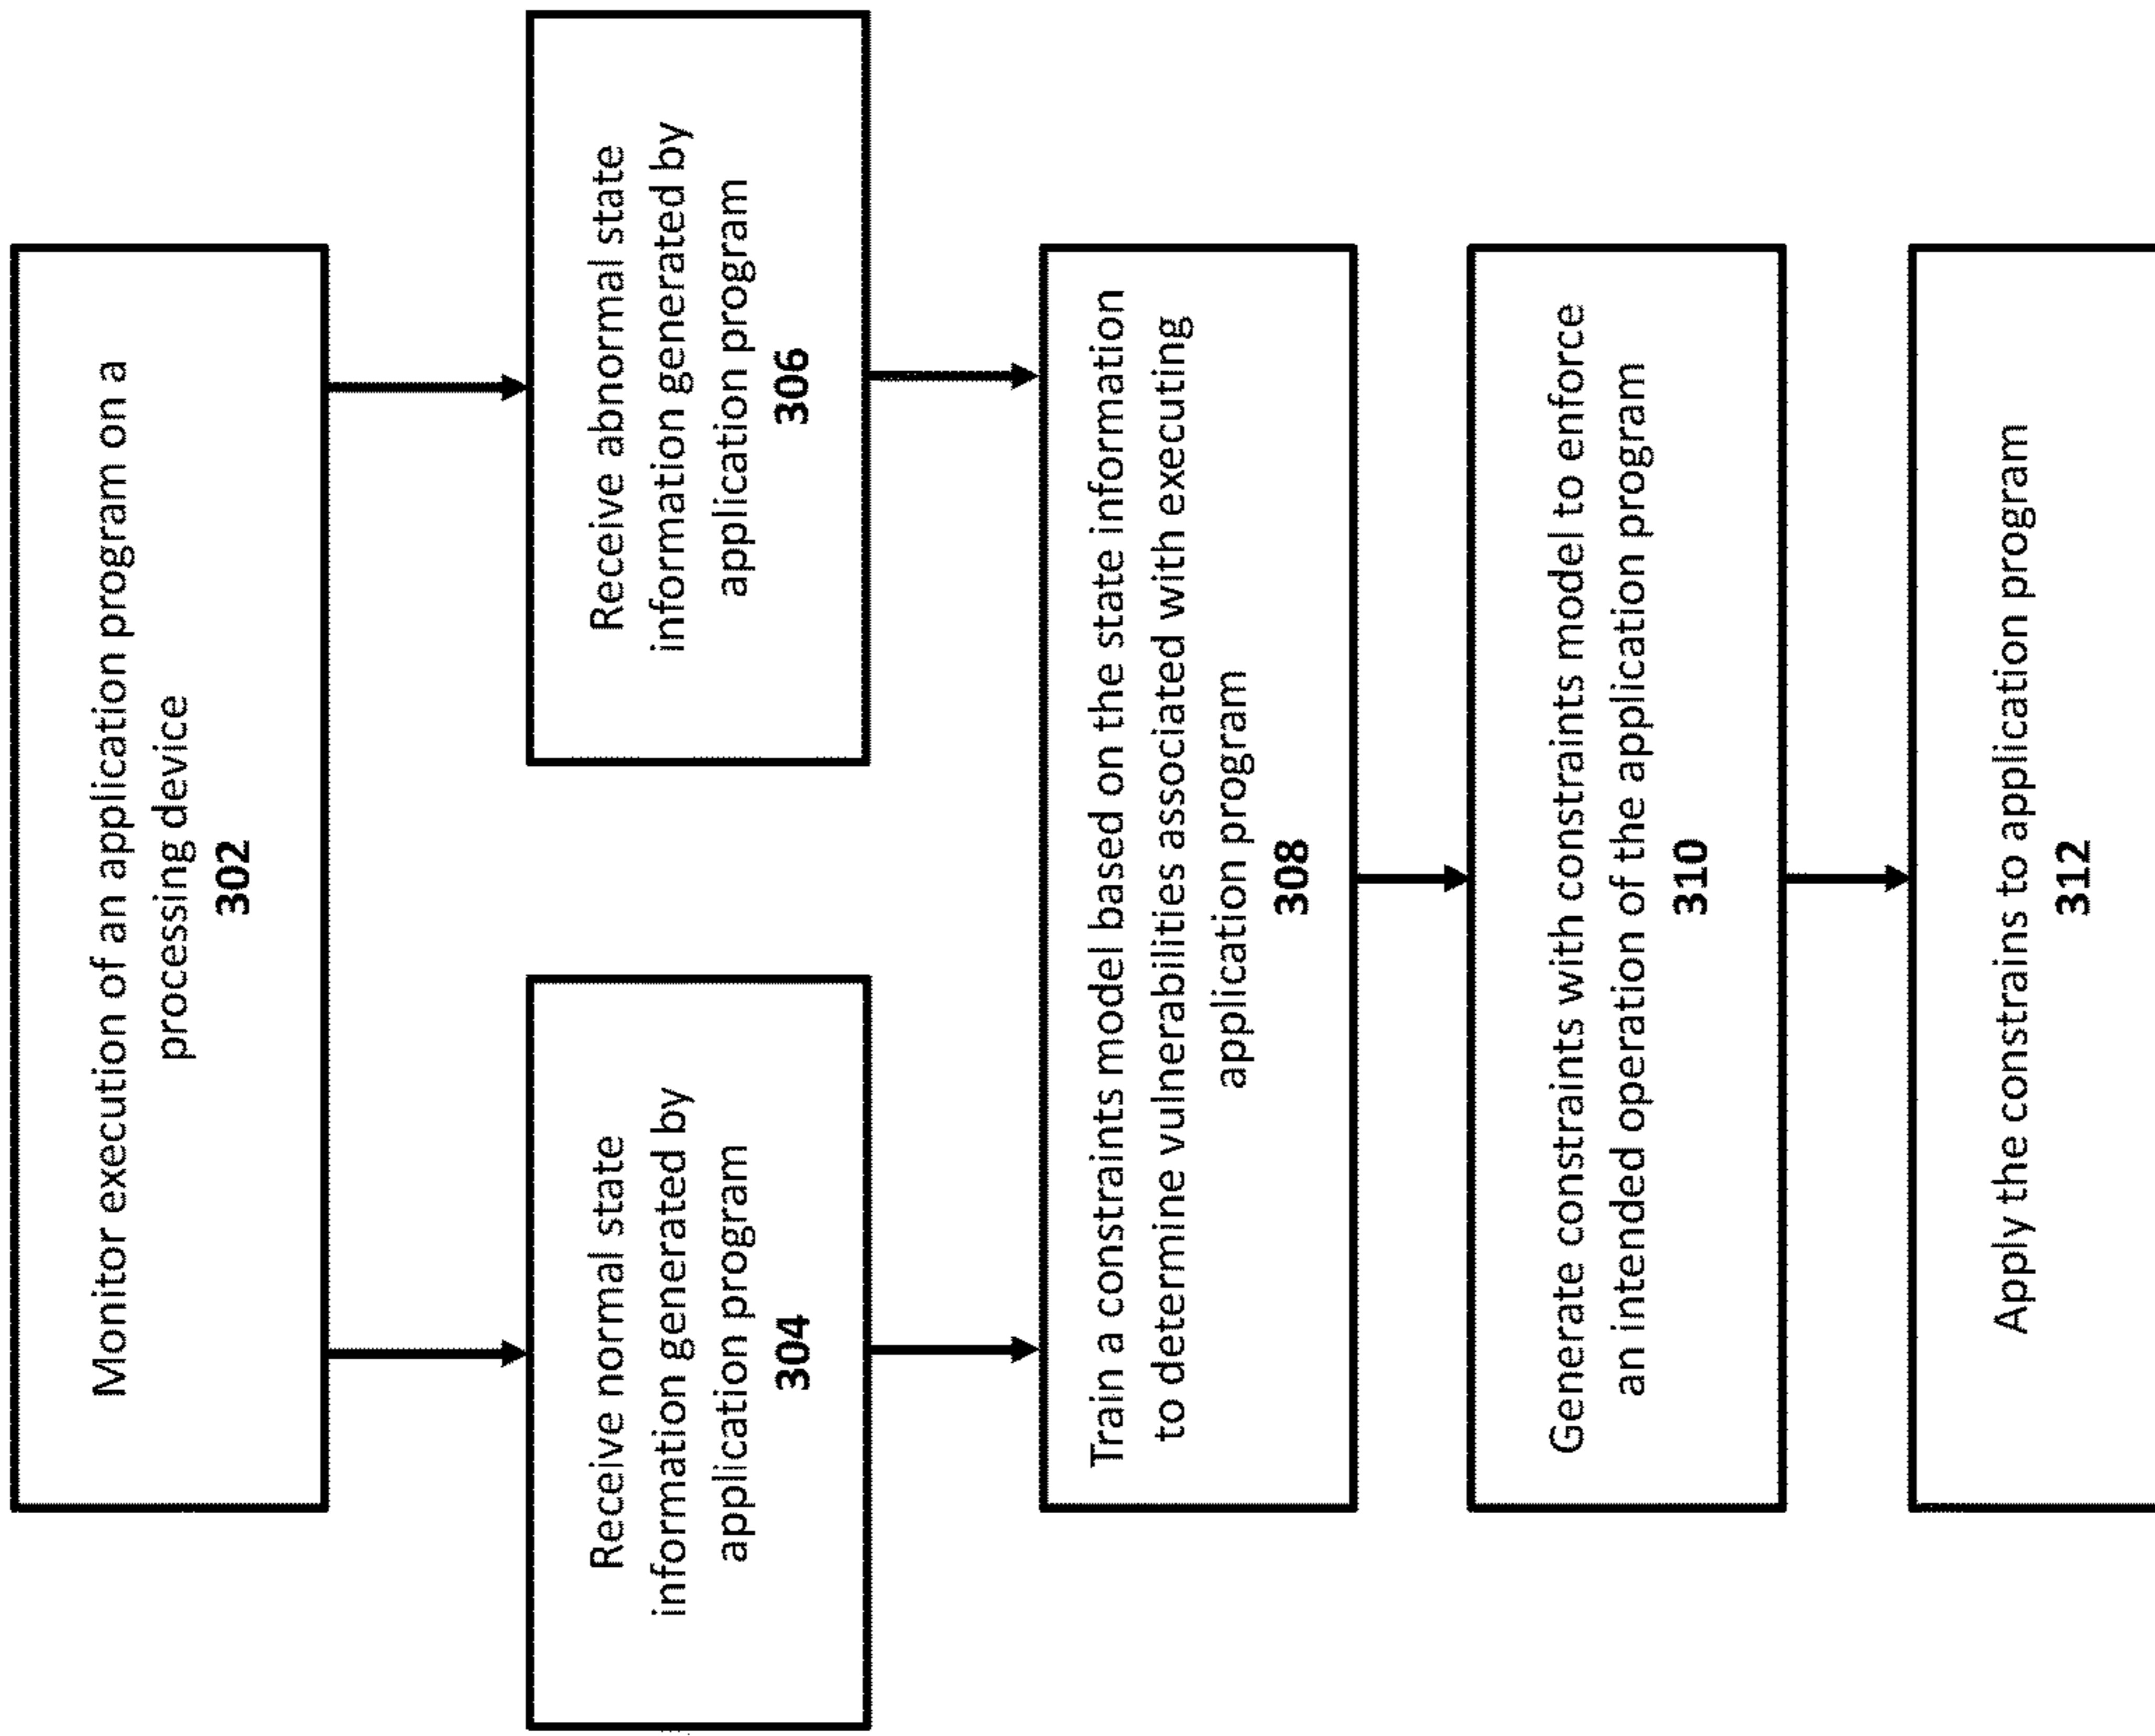 Monitor execution of an application program on a
processing device
302
Receive normal state
information generated by
application program
304
Receive abnormal state
information generated by
application program
306
Train a constraints model based on the state information
to determine vulnerabilities associated with executing
application program
308
Generate constraints with constraints model to enforce
an intended operation of the application program
310
Apply the constrains to application program
312